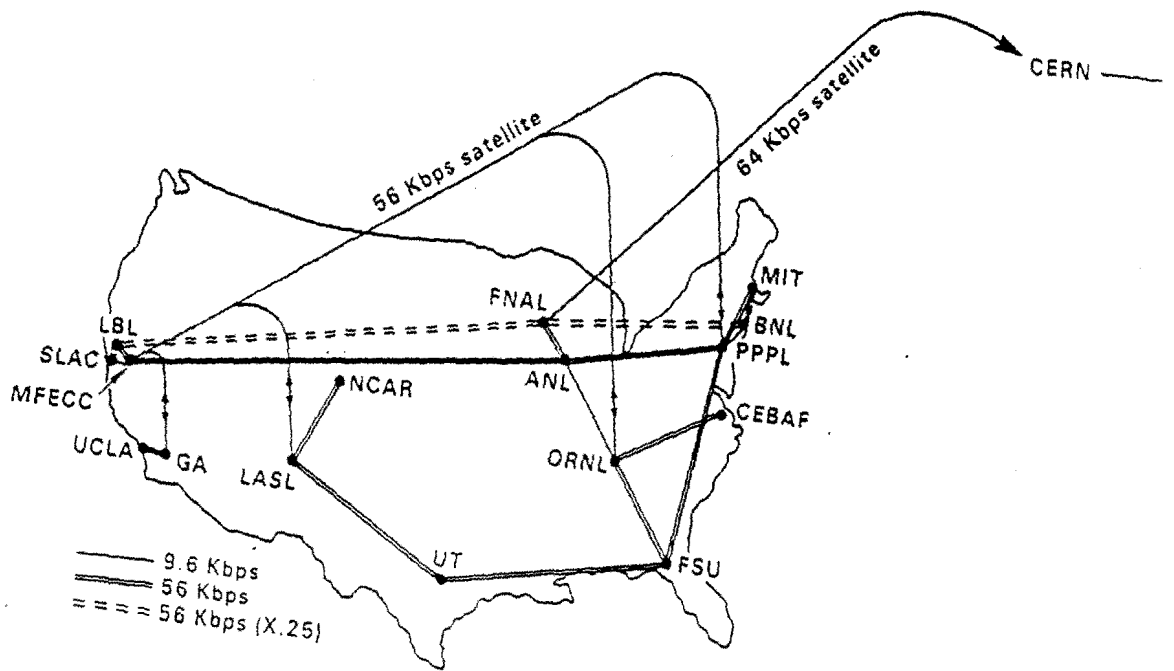 CERN
64 Kbps satellite
56 Kbps satellite
MIT
FNAL
LBL
BNL
SLAC
PPPL
ANL
MFECC
NCAR
CEBAF
UCLA
GA
LASL
ORNL
UT
FSU
9.6 Kbps
56 Kbps
56 Kbps (X.25)